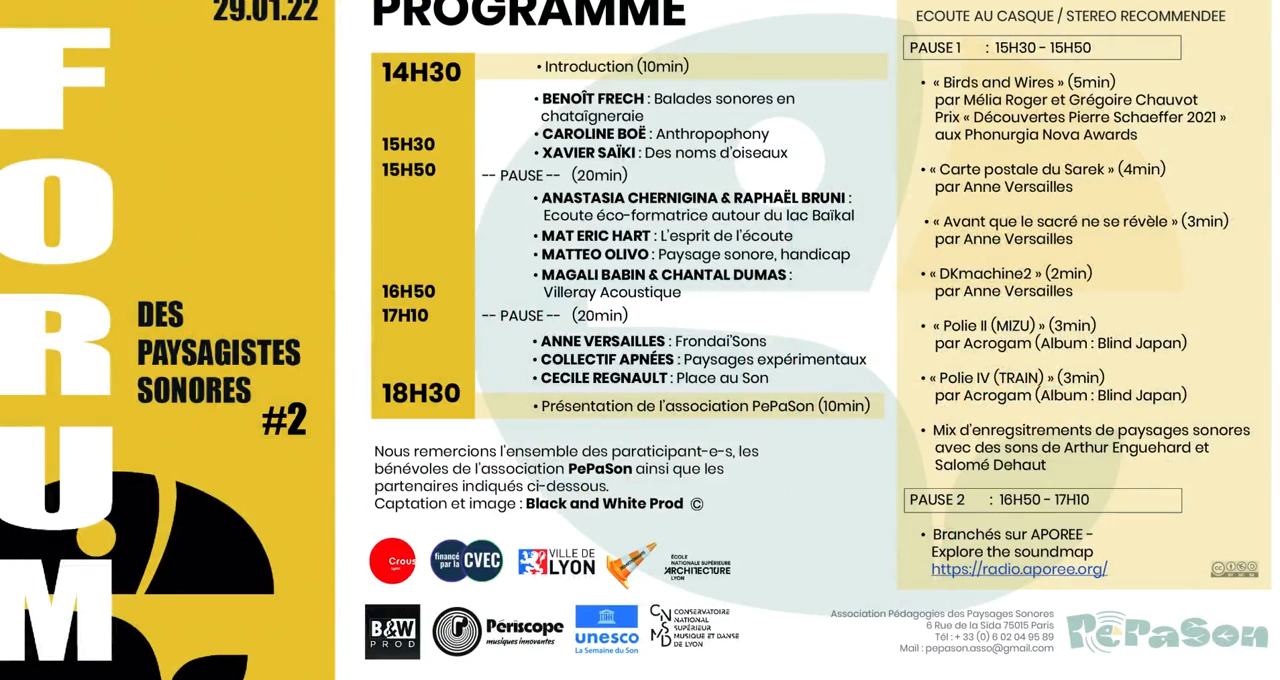 29.01.22
FORUM
DES
PAYSAGISTES
SONORES
#2
PROGRAMME
14H30
• Introduction (10min)
• BENOÎT FRECH : Balades sonores en
chataîgneraie
• CAROLINE BOË : Anthropophony
15H30
• XAVIER SAÏKI : Des noms d'oiseaux
15H50
-- PAUSE -- (20min)
• ANASTASIA CHERNIGINA & RAPHAËL BRUNI :
Ecoute éco-formatrice autour du lac Baïkal
• MAT ERIC HART : L'esprit de l'écoute
• MATTEO OLIVO : Paysage sonore, handicap
• MAGALI BABIN & CHANTAL DUMAS :
16H50
Villeray Acoustique
17H10
-- PAUSE -- (20min)
• ANNE VERSAILLES : Frondai'Sons
• COLLECTIF APNÉES : Paysages expérimentaux
• CECILE REGNAULT : Place au Son
18H30
• Présentation de l'association PePaSon (10min)
Nous remercions l'ensemble des paraticipant-e-s, les
bénévoles de l'association PePaSon ainsi que les
partenaires indiqués ci-dessous.
Captation et image : Black and White Prod ©
Crous
Lyon
financé
par la
CVEC
VILLE DE
LYON
ÉCOLE
NATIONALE SUPÉRIEURE
ARCHITECTURE
LYON
B&W
PROD
Périscope
musiques innovantes
unesco
La Semaine du Son
CNSMD
CONSERVATOIRE
NATIONAL
SUPÉRIEUR
MUSIQUE ET DANSE
DE LYON
ECOUTE AU CASQUE / STEREO RECOMMENDEE
PAUSE 1 : 15H30 - 15H50
• « Birds and Wires » (5min)
par Mélia Roger et Grégoire Chauvot
Prix « Découvertes Pierre Schaeffer 2021 »
aux Phonurgia Nova Awards
• « Carte postale du Sarek » (4min)
par Anne Versailles
• « Avant que le sacré ne se révèle » (3min)
par Anne Versailles
• « DKmachine2 » (2min)
par Anne Versailles
• « Polie II (MIZU) » (3min)
par Acrogam (Album : Blind Japan)
• « Polie IV (TRAIN) » (3min)
par Acrogam (Album : Blind Japan)
• Mix d'enregsitrements de paysages sonores
avec des sons de Arthur Enguehard et
Salomé Dehaut
PAUSE 2 : 16H50 - 17H10
• Branchés sur APOREE -
Explore the soundmap
https://radio.aporee.org/
Association Pédagogies des Paysages Sonores
6 Rue de la Sida 75015 Paris
Tél : + 33 (0) 6 02 04 95 89
Mail : pepason.asso@gmail.com
PePaSon